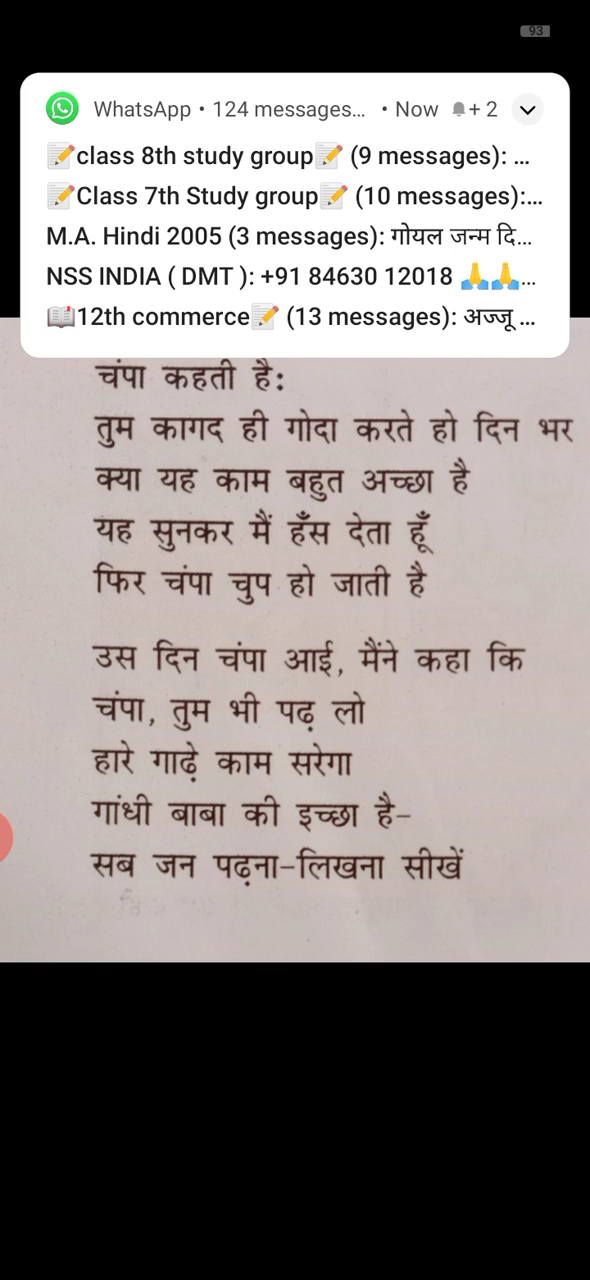 93
WhatsApp • 124 messages... • Now + 2
📝class 8th study group📝 (9 messages): ...
📝Class 7th Study group📝 (10 messages):...
M.A. Hindi 2005 (3 messages): गोयल जन्म दि...
NSS INDIA ( DMT ): +91 84630 12018 🙏🙏...
📖12th commerce📝 (13 messages): अज्जू ...
चंपा कहती है:
तुम कागद ही गोदा करते हो दिन भर
क्या यह काम बहुत अच्छा है
यह सुनकर मैं हँस देता हूँ
फिर चंपा चुप हो जाती है
उस दिन चंपा आई, मैंने कहा कि
चंपा, तुम भी पढ़ लो
हारे गाढ़े काम सरेगा
गांधी बाबा की इच्छा है-
सब जन पढ़ना-लिखना सीखें